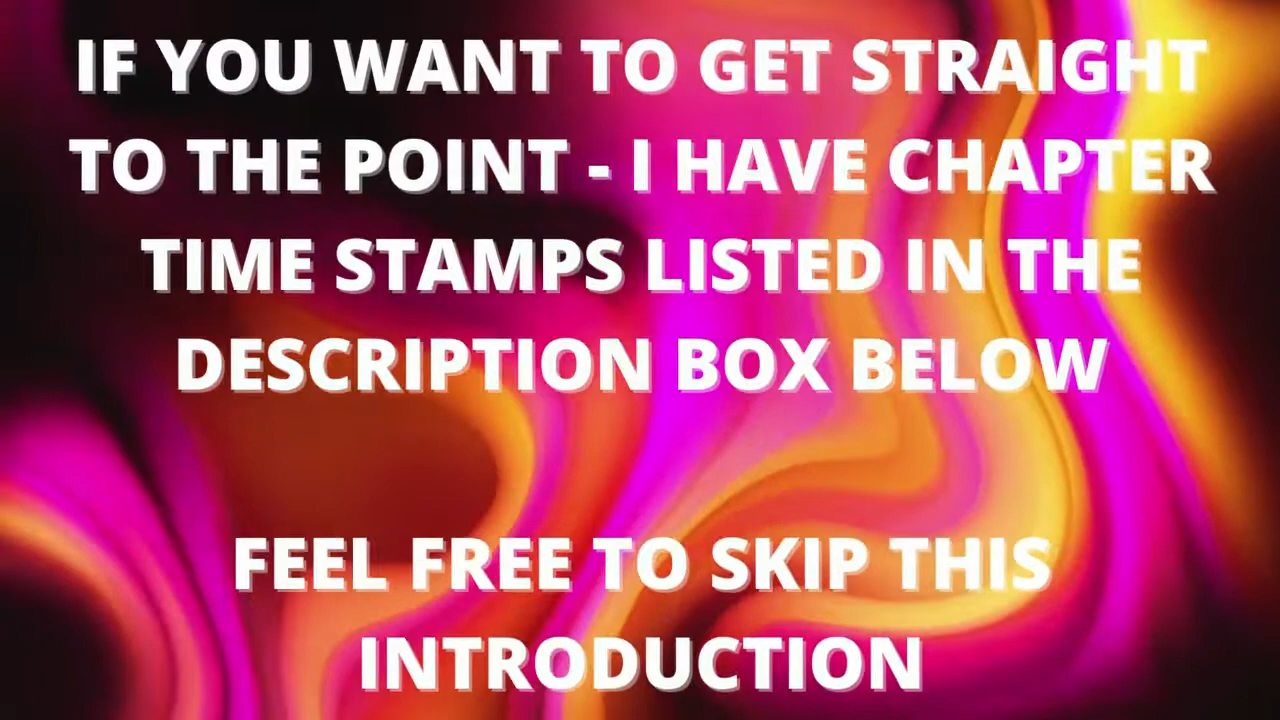 IF YOU WANT TO GET STRAIGHT
TO THE POINT - I HAVE CHAPTER
TIME STAMPS LISTED IN THE
DESCRIPTION BOX BELOW
FEEL FREE TO SKIP THIS
INTRODUCTION